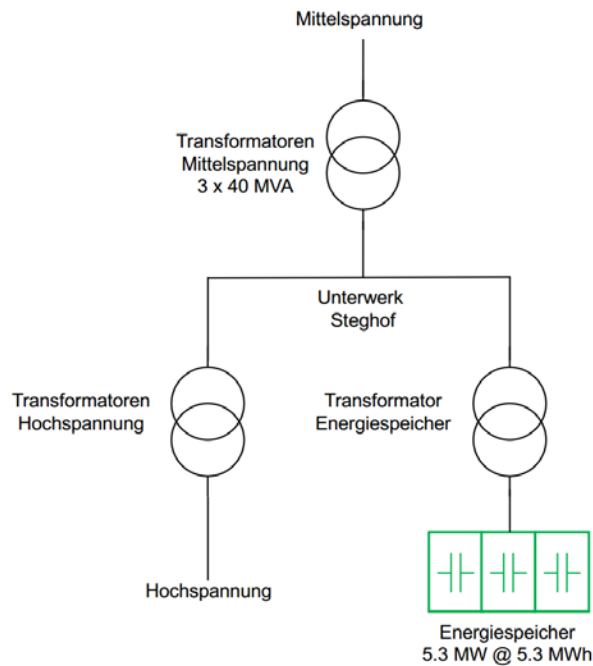 Mittelspannung
Transformatoren
Mittelspannung
3 x 40 MVA
Unterwerk
Steghof
Transformatoren
Hochspannung
Transformator
Energiespeicher
Hochspannung
Energiespeicher
5.3 MW @ 5.3 MWh